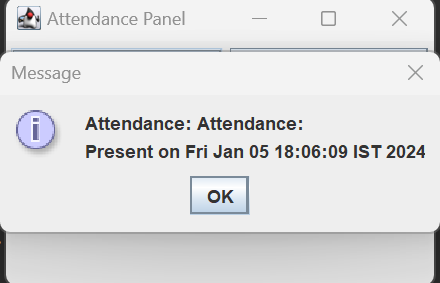 Attendance Panel
Message
Attendance: Attendance:
Present on Fri Jan 05 18:06:09 IST 2024
OK